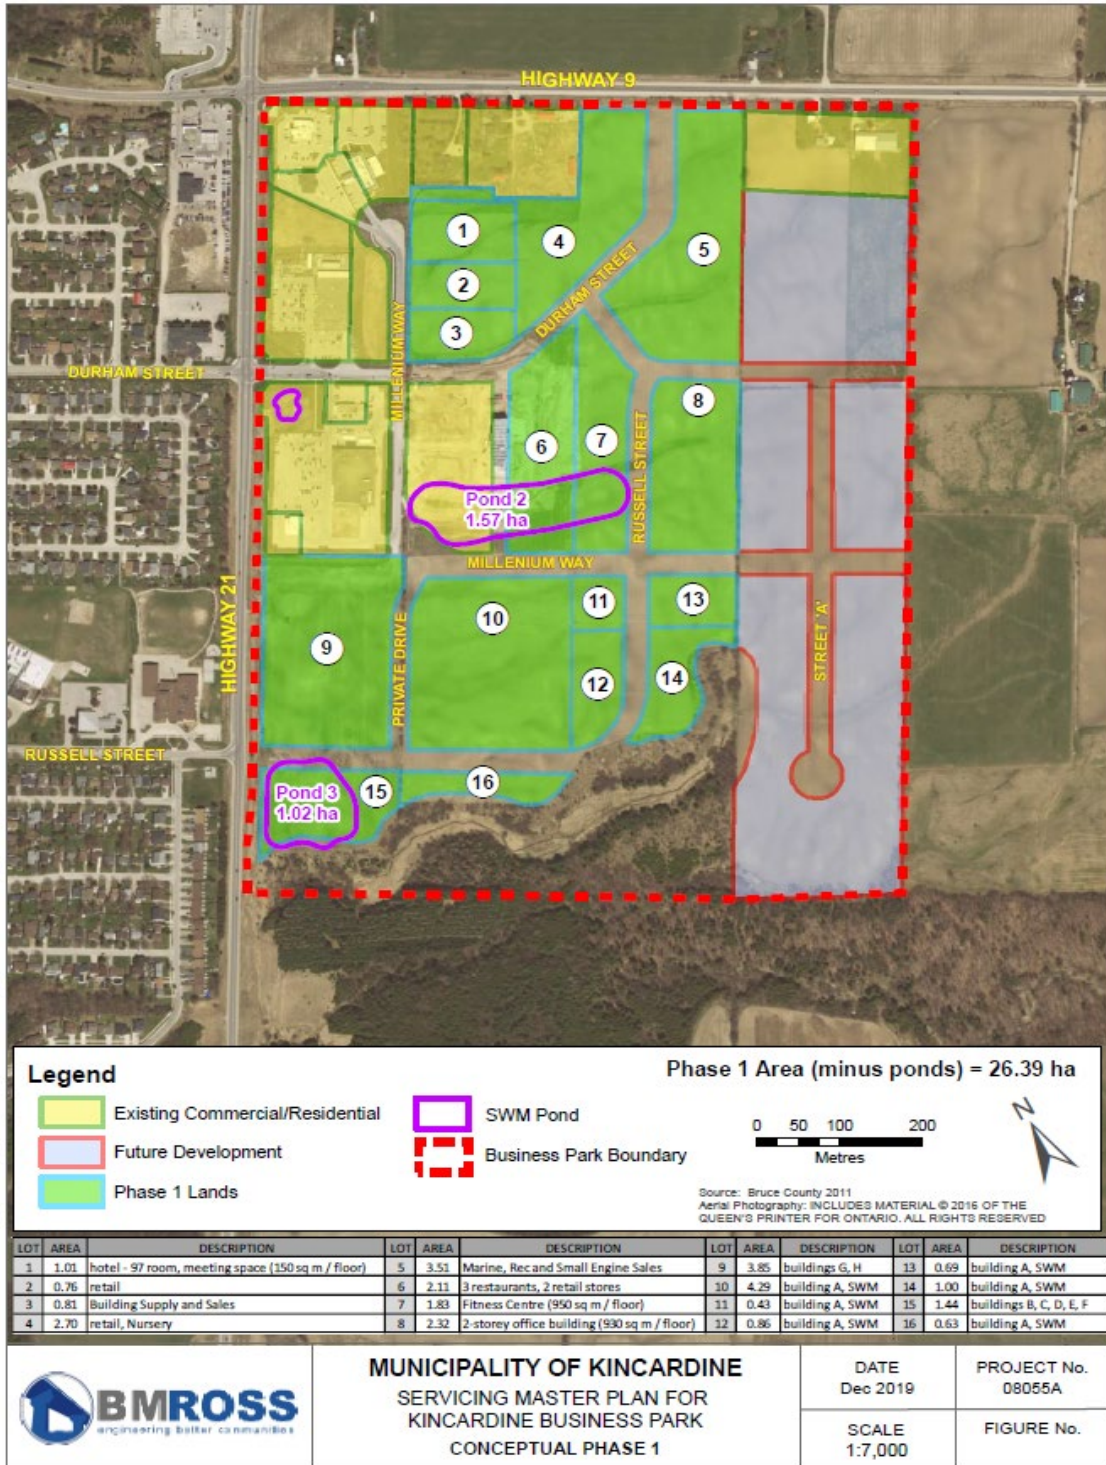 HIGHWAY 9
1
2
3
4
5
DURHAM STREET
MILLENIUM WAY
DURHAM STREET
8
6
7
RUSSELL STREET
Pond 2
1.57 ha
MILLENIUM WAY
HIGHWAY 21
9
PRIVATE DRIVE
10
11
13
12
14
STREET 'A'
RUSSELL STREET
Pond 3
1.02 ha
15
16
Legend
Existing Commercial/Residential
Future Development
Phase 1 Lands
SWM Pond
Business Park Boundary
Phase 1 Area (minus ponds) = 26.39 ha
0 50 100 200
Metres
N
Source: Bruce County 2011
Aerial Photography: INCLUDES MATERIAL © 2016 OF THE
QUEEN'S PRINTER FOR ONTARIO. ALL RIGHTS RESERVED
LOT AREA DESCRIPTION LOT AREA DESCRIPTION LOT AREA DESCRIPTION LOT AREA DESCRIPTION
1 1.01 hotel - 97 room, meeting space (150 sq m / floor) 5 3.51 Marine, Rec and Small Engine Sales 9 3.85 buildings G, H 13 0.69 building A, SWM
2 0.76 retail 6 2.11 3 restaurants, 2 retail stores 10 4.29 building A, SWM 14 1.00 building A, SWM
3 0.81 Building Supply and Sales 7 1.83 Fitness Centre (950 sq m / floor) 11 0.43 building A, SWM 15 1.44 buildings B, C, D, E, F
4 2.70 retail, Nursery 8 2.32 2-storey office building (930 sq m / floor) 12 0.86 building A, SWM 16 0.63 building A, SWM
BMROSS
engineering better communities
MUNICIPALITY OF KINCARDINE
SERVICING MASTER PLAN FOR
KINCARDINE BUSINESS PARK
CONCEPTUAL PHASE 1
DATE
Dec 2019
PROJECT No.
08055A
SCALE
1:7,000
FIGURE No.